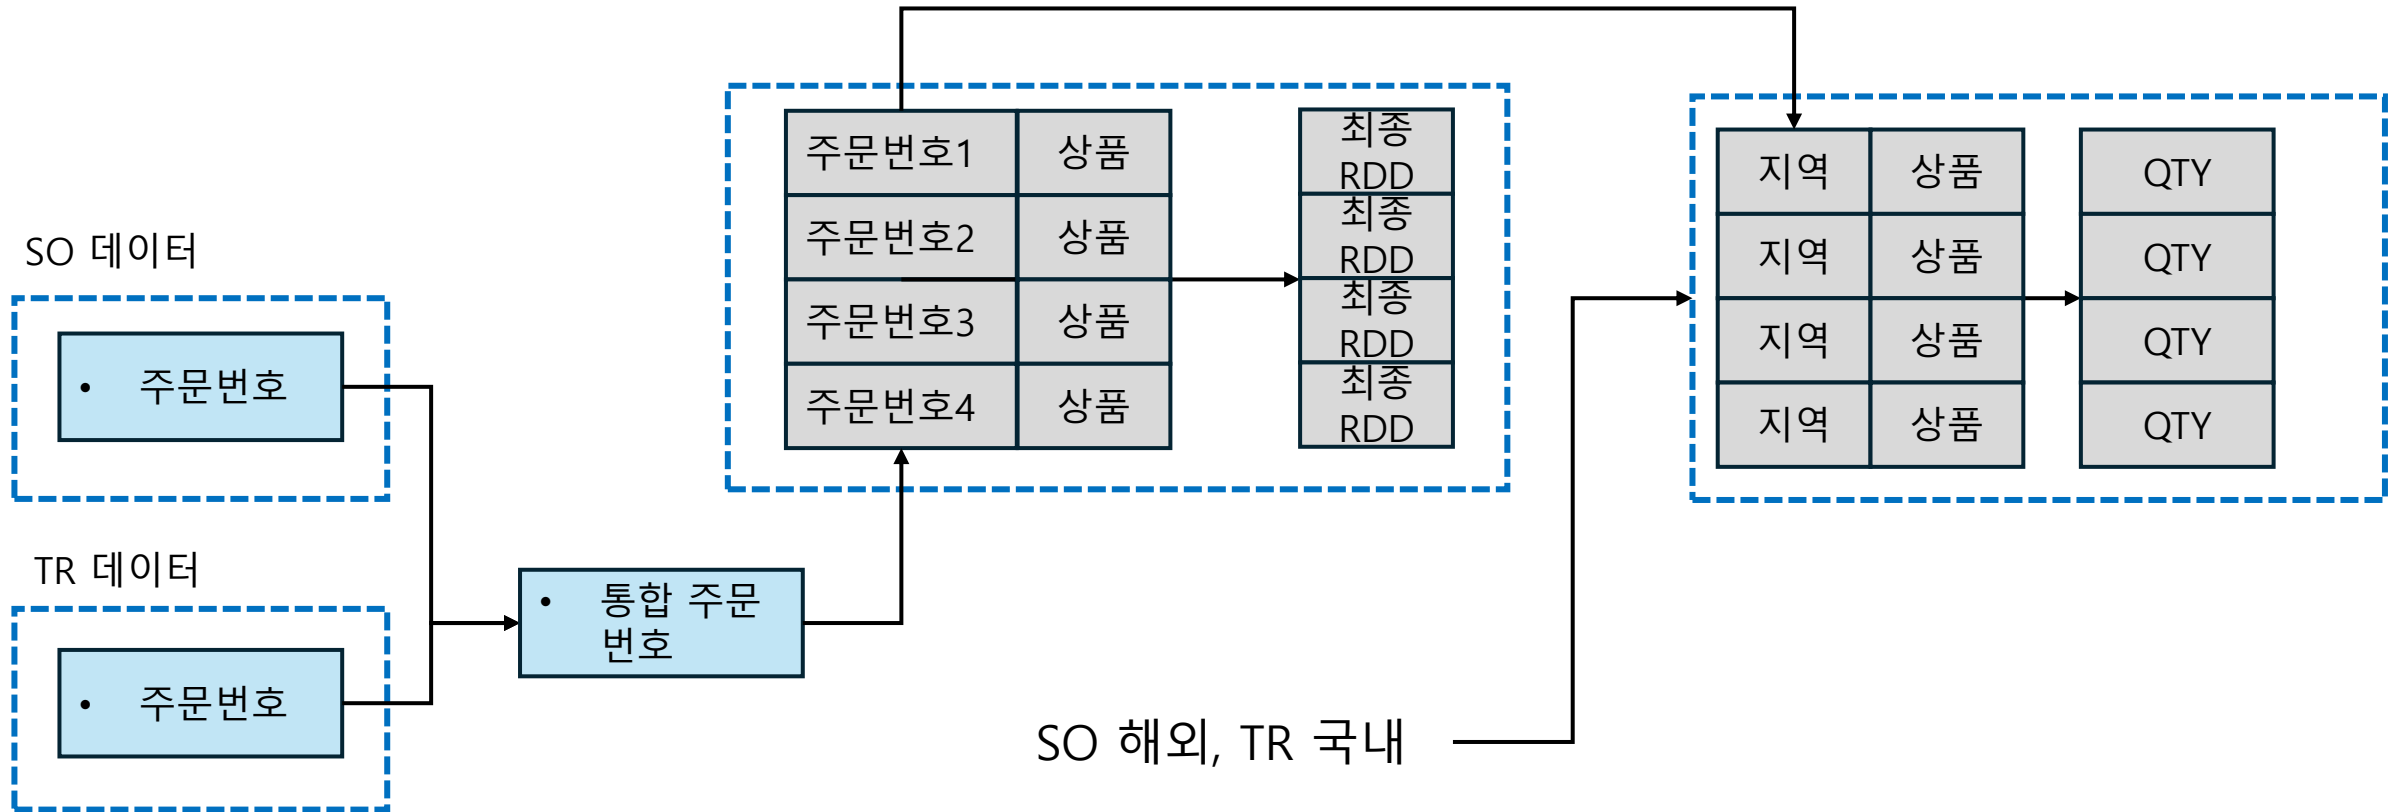 SO 데이터
• 주문번호
TR 데이터
• 주문번호
• 통합 주문
번호
주문번호1 상품 최종
RDD
주문번호2 상품 최종
RDD
주문번호3 상품 최종
RDD
주문번호4 상품 최종
RDD
지역 상품 QTY
지역 상품 QTY
지역 상품 QTY
지역 상품 QTY
SO 해외, TR 국내